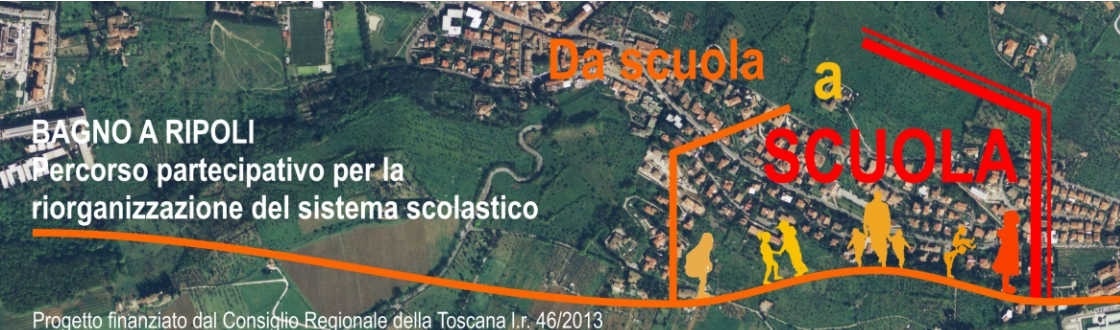 Da scuola
a
SCUOLA
BAGNO A RIPOLI
Percorso partecipativo per la
riorganizzazione del sistema scolastico
Progetto finanziato dal Consiglio Regionale della Toscana l.r. 46/2013